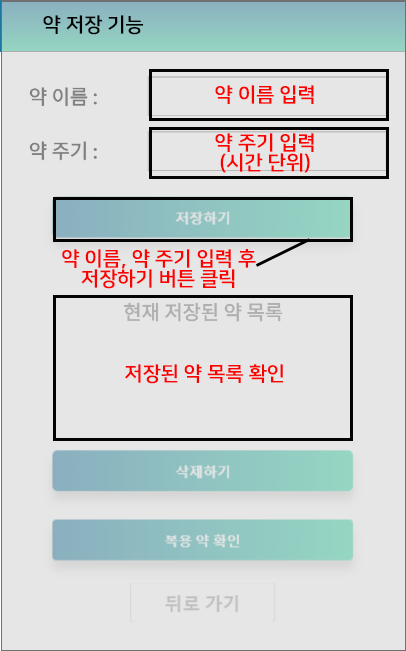 약 저장 기능
약 이름 :
약 이름 입력
약 주기 :
약 주기 입력
(시간 단위)
저장하기
약 이름, 약 주기 입력 후
저장하기 버튼 클릭
현재 저장된 약 목록
저장된 약 목록 확인
삭제하기
복용 약 확인
뒤로 가기